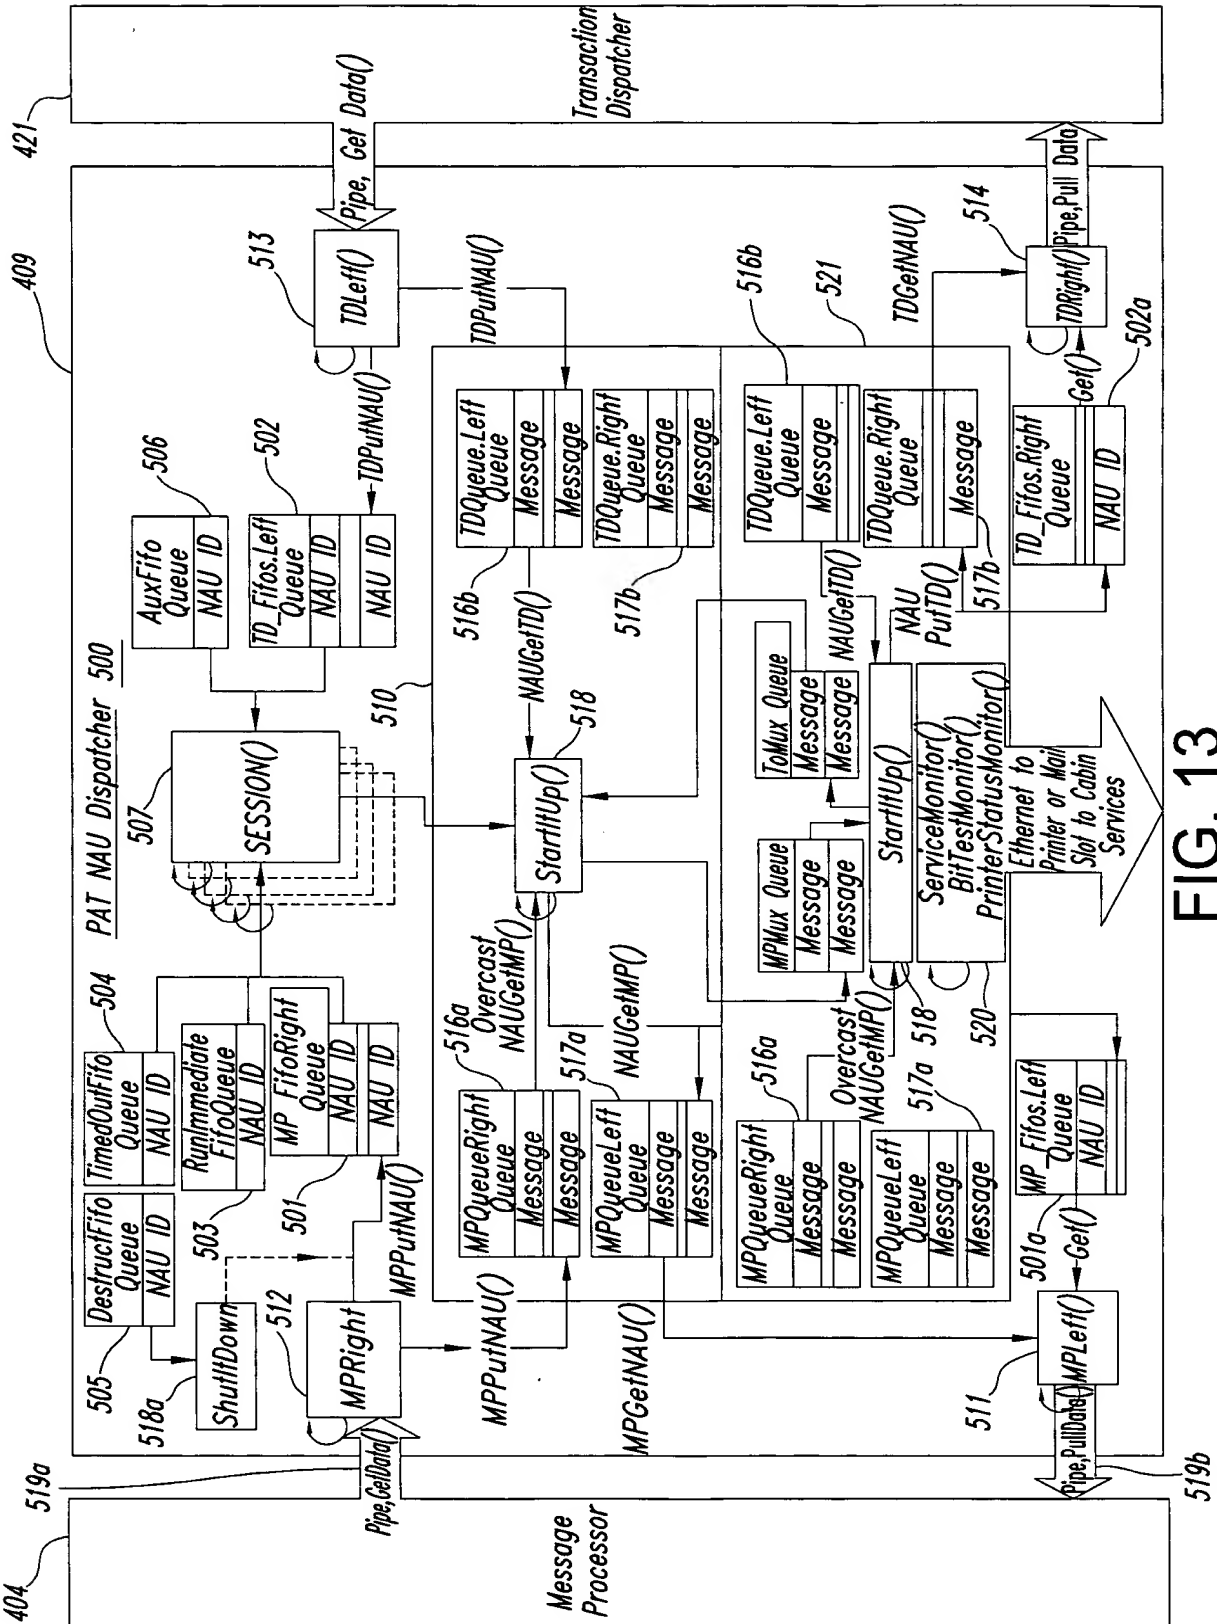 404
519a
409
421
PAT NAU Dispatcher 500
Message
Processor
Transaction
Dispatcher
DestructFifo
Queue
NAU ID
505
TimedOutFifo
Queue
NAU ID
504
RunImmediate
FifoQueue
NAU ID
503
MP_FifoRight
Queue
NAU ID
NAU ID
501
507
SESSION()
AuxFifo
Queue
NAU ID
506
TD_Fifos.Left
Queue
NAU ID
NAU ID
502
TDPutNAU()
513
TDLeft()
Pipe, Get Data()
TDPutNAU()
518a
ShutItDown
512
MPRight
Pipe,GetData()
MPPutNAU()
MPPutNAU()
MPGetNAU()
510
516a
MPQueueRight
Queue
Message
Message
Overcast
NAUGetMP()
517a
MPQueueLeft
Queue
Message
Message
NAUGetMP()
518
StartItUp()
NAUGetTD()
516b
TDQueue.Left
Queue
Message
Message
517b
TDQueue.Right
Queue
Message
Message
521
516a
MPQueueRight
Queue
Message
Message
517a
MPQueueLeft
Queue
Message
Message
Overcast
NAUGetMP()
MPMux Queue
Message
Message
ToMux Queue
Message
Message
518
StartItUp()
520
ServiceMonitor()
BitTestMonitor()
PrinterStatusMonitor()
NAUGetTD()
516b
TDQueue.Left
Queue
Message
TDQueue.Right
Queue
Message
517b
NAU
PutTD()
TDGetNAU()
514
TDRight()
Pipe,Pull Data
Get()
TD_Fifos.Right
Queue
NAU ID
502a
Ethernet to
Printer or Mail
Slot to Cabin
Services
MP_Fifos.Left
Queue
NAU ID
501a
Get()
511
MPLeft()
Pipe,PullData()
519b
FIG. 13